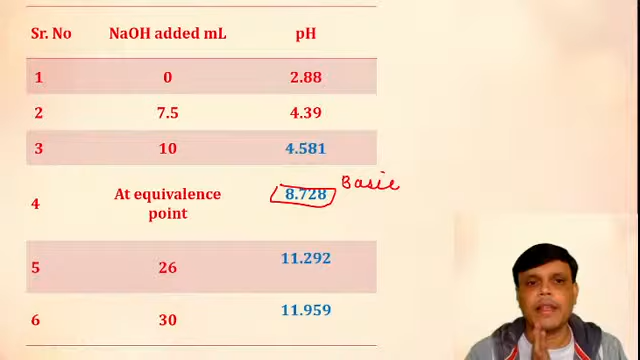 Sr. No NaOH added mL pH
1 0 2.88
2 7.5 4.39
3 10 4.581
4 At equivalence point 8.728 Basic
5 26 11.292
6 30 11.959